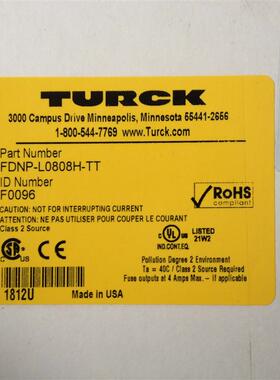 TURCK
3000 Campus Drive Minneapolis, Minnesota 55441-2656
1-800-544-7769 www.Turck.com
Part Number
FDNP-L0808H-TT
ID Number
F0096
RoHS
compliant
CAUTION: NOT FOR INTERRUPTING CURRENT
ATTENTION: NE PAS UTILISER POUR COUPER LE COURANT
Class 2 Source
UL
LISTED
21W2
IND.CONT.EQ.
Pollution Degree 2 Environment
Ta = 40C / Class 2 Source Required
Fuse outputs at 4 Amps Max. - If applicable
1812U
Made in USA